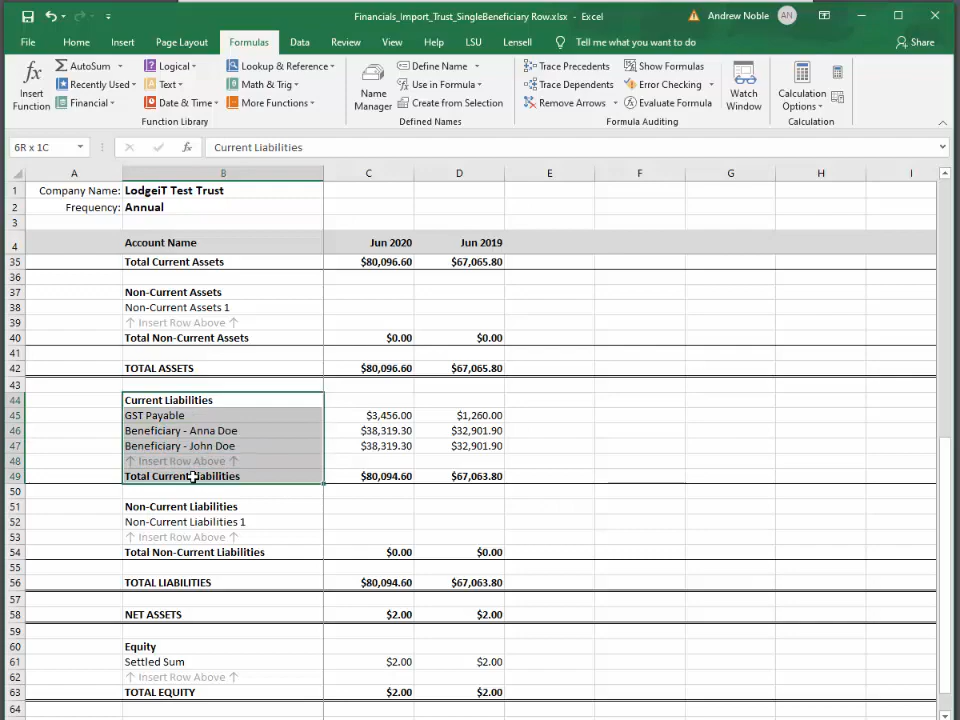 Financials_Import_Trust_SingleBeneficiary Row.xlsx - Excel Andrew Noble AN
File Home Insert Page Layout Formulas Data Review View Help LSU Lensell Tell me what you want to do Share
AutoSum Logical Lookup & Reference Define Name Trace Precedents Show Formulas
Recently Used Text Math & Trig Use in Formula Trace Dependents Error Checking
Financial Date & Time More Functions Create from Selection Remove Arrows Evaluate Formula
Insert Function
Name Manager
Watch Window
Calculation Options
Function Library Defined Names Formula Auditing Calculation
6R x 1C fx Current Liabilities
A B C D E F G H I
1 Company Name: LodgeiT Test Trust
2 Frequency: Annual
3
4 Account Name Jun 2020 Jun 2019
35 Total Current Assets $80,096.60 $67,065.80
36
37 Non-Current Assets
38 Non-Current Assets 1
39 ↑ Insert Row Above ↑
40 Total Non-Current Assets $0.00 $0.00
41
42 TOTAL ASSETS $80,096.60 $67,065.80
43
44 Current Liabilities
45 GST Payable $3,456.00 $1,260.00
46 Beneficiary - Anna Doe $38,319.30 $32,901.90
47 Beneficiary - John Doe $38,319.30 $32,901.90
48 ↑ Insert Row Above ↑
49 Total Current Liabilities $80,094.60 $67,063.80
50
51 Non-Current Liabilities
52 Non-Current Liabilities 1
53 ↑ Insert Row Above ↑
54 Total Non-Current Liabilities $0.00 $0.00
55
56 TOTAL LIABILITIES $80,094.60 $67,063.80
57
58 NET ASSETS $2.00 $2.00
59
60 Equity
61 Settled Sum $2.00 $2.00
62 ↑ Insert Row Above ↑
63 TOTAL EQUITY $2.00 $2.00
64